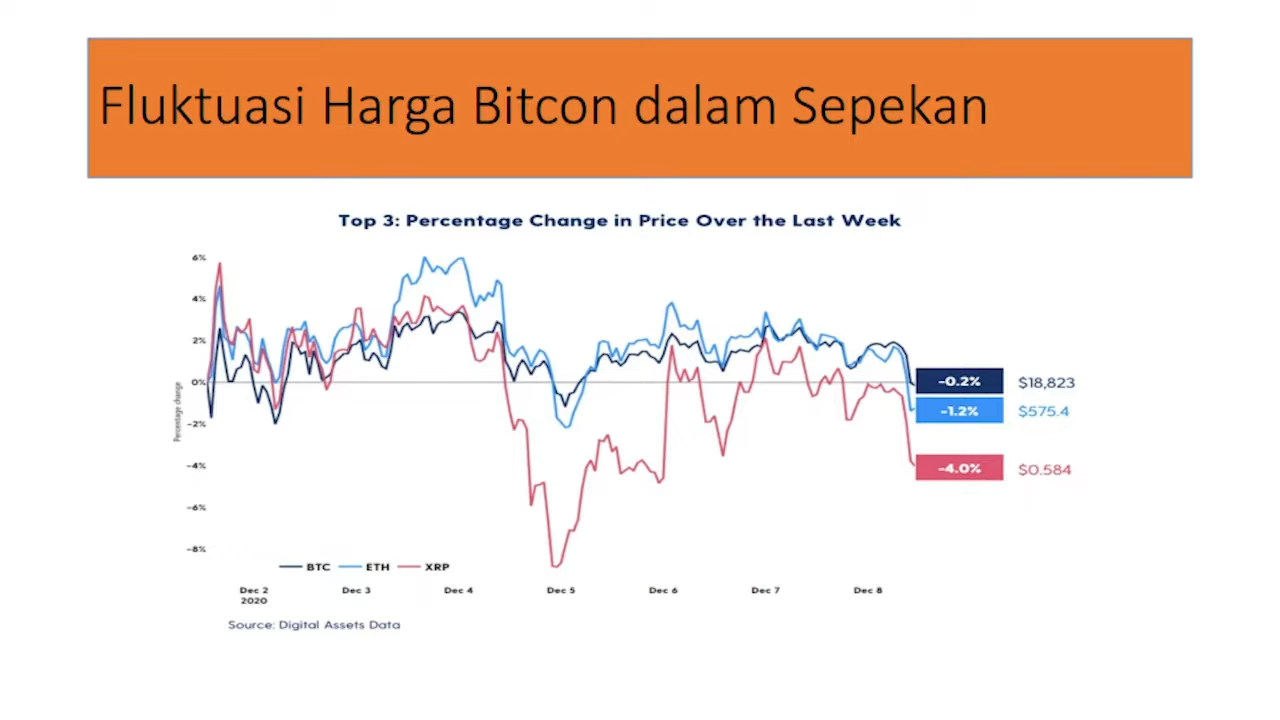 Fluktuasi Harga Bitcon dalam Sepekan
Top 3: Percentage Change in Price Over the Last Week
6%
4%
2%
0%
-2%
-4%
-6%
-8%
Percentage change
-0.2% $18,823
-1.2% $575.4
-4.0% $0.584
BTC ETH XRP
Dec 2 Dec 3 Dec 4 Dec 5 Dec 6 Dec 7 Dec 8
2020
Source: Digital Assets Data